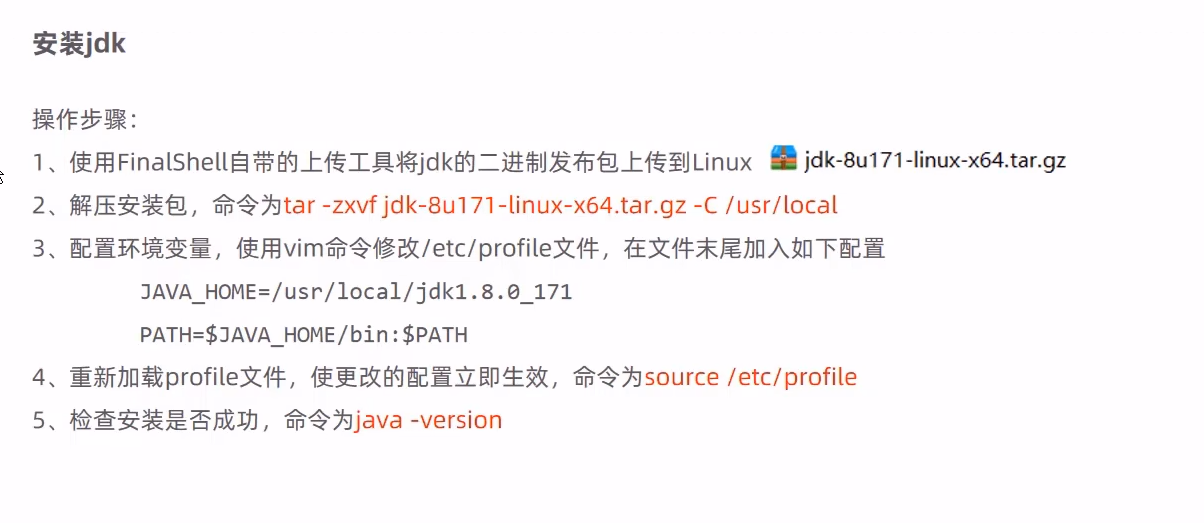 安装jdk
操作步骤：
1、使用FinalShell自带的上传工具将jdk的二进制发布包上传到Linux jdk-8u171-linux-x64.tar.gz
2、解压安装包，命令为tar -zxvf jdk-8u171-linux-x64.tar.gz -C /usr/local
3、配置环境变量，使用vim命令修改/etc/profile文件，在文件末尾加入如下配置
JAVA_HOME=/usr/local/jdk1.8.0_171
PATH=$JAVA_HOME/bin:$PATH
4、重新加载profile文件，使更改的配置立即生效，命令为source /etc/profile
5、检查安装是否成功，命令为java -version